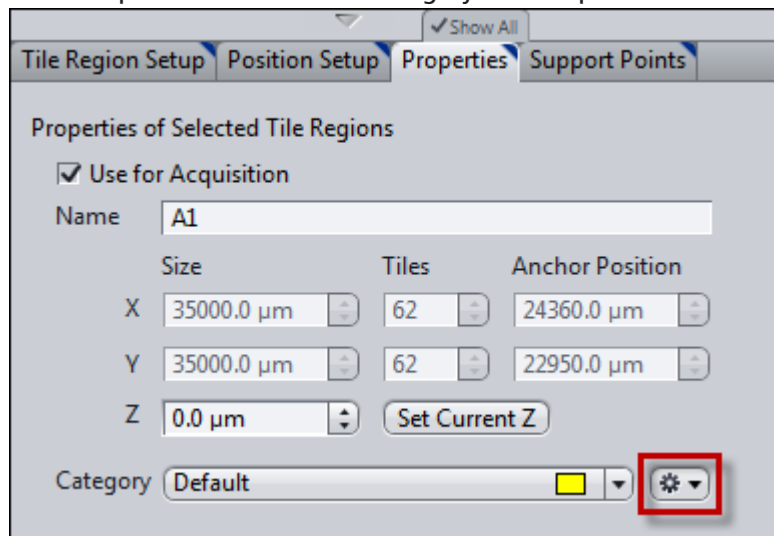 Show All
Tile Region Setup Position Setup Properties Support Points
Properties of Selected Tile Regions
Use for Acquisition
Name A1
Size Tiles Anchor Position
X 35000.0 µm 62 24360.0 µm
Y 35000.0 µm 62 22950.0 µm
Z 0.0 µm Set Current Z
Category Default